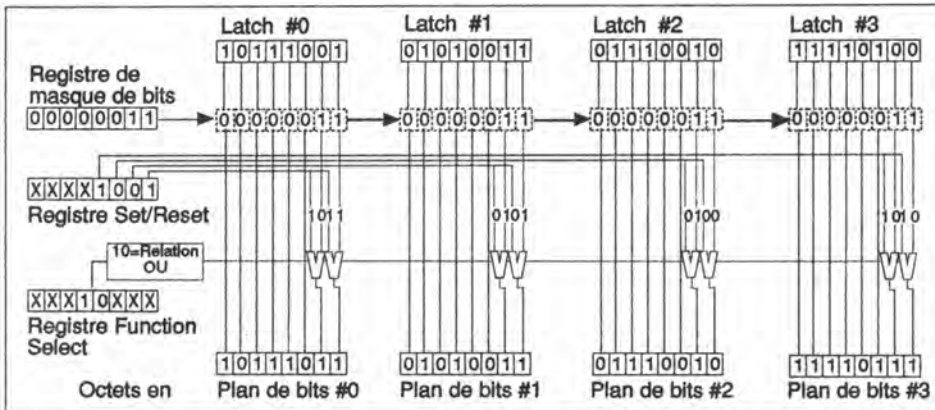 Latch #0 Latch #1 Latch #2 Latch #3
10111001 01010011 01110010 11110100
Registre de
masque de bits
00000011 00000011 00000011 00000011 00000011
XXXX1001
Registre Set/Reset
1011 0101 0100 1010
10=Relation
OU
XXX10XXX
Registre Function
Select
10111011 01010011 01110010 11110111
Octets en Plan de bits #0 Plan de bits #1 Plan de bits #2 Plan de bits #3